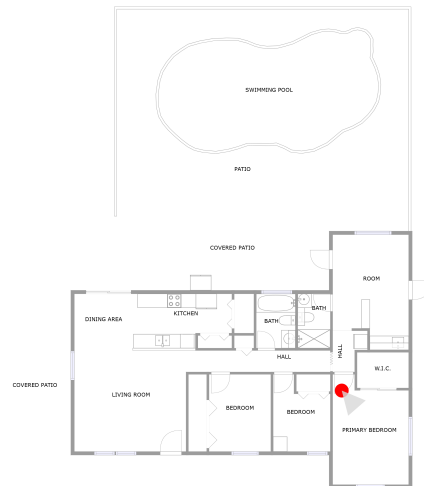 SWIMMING POOL
PATIO
COVERED PATIO
ROOM
BATH
KITCHEN
DINING AREA
BATH
HALL
HALL
W.I.C.
COVERED PATIO
LIVING ROOM
BEDROOM
BEDROOM
PRIMARY BEDROOM